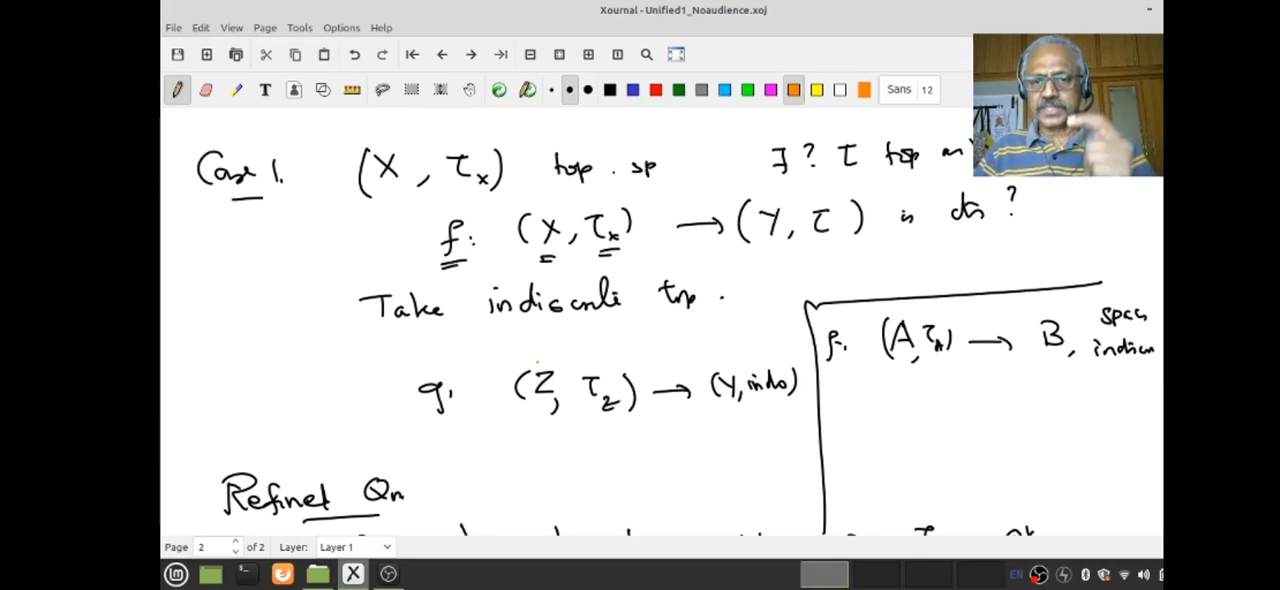 Xournal - Unified1_Noaudience.xoj
File Edit View Page Tools Options Help
Sans 12
Case 1. (X, τx) top. sp ∃ ? τ top on
f: (X, τx) → (Y, τ) is cts ?
Take top.
f: (A, τA) → B, indiscr
g: (Z, τZ) → (Y, indis)
Refined Qn
Page 2 of 2 Layer: Layer 1
EN